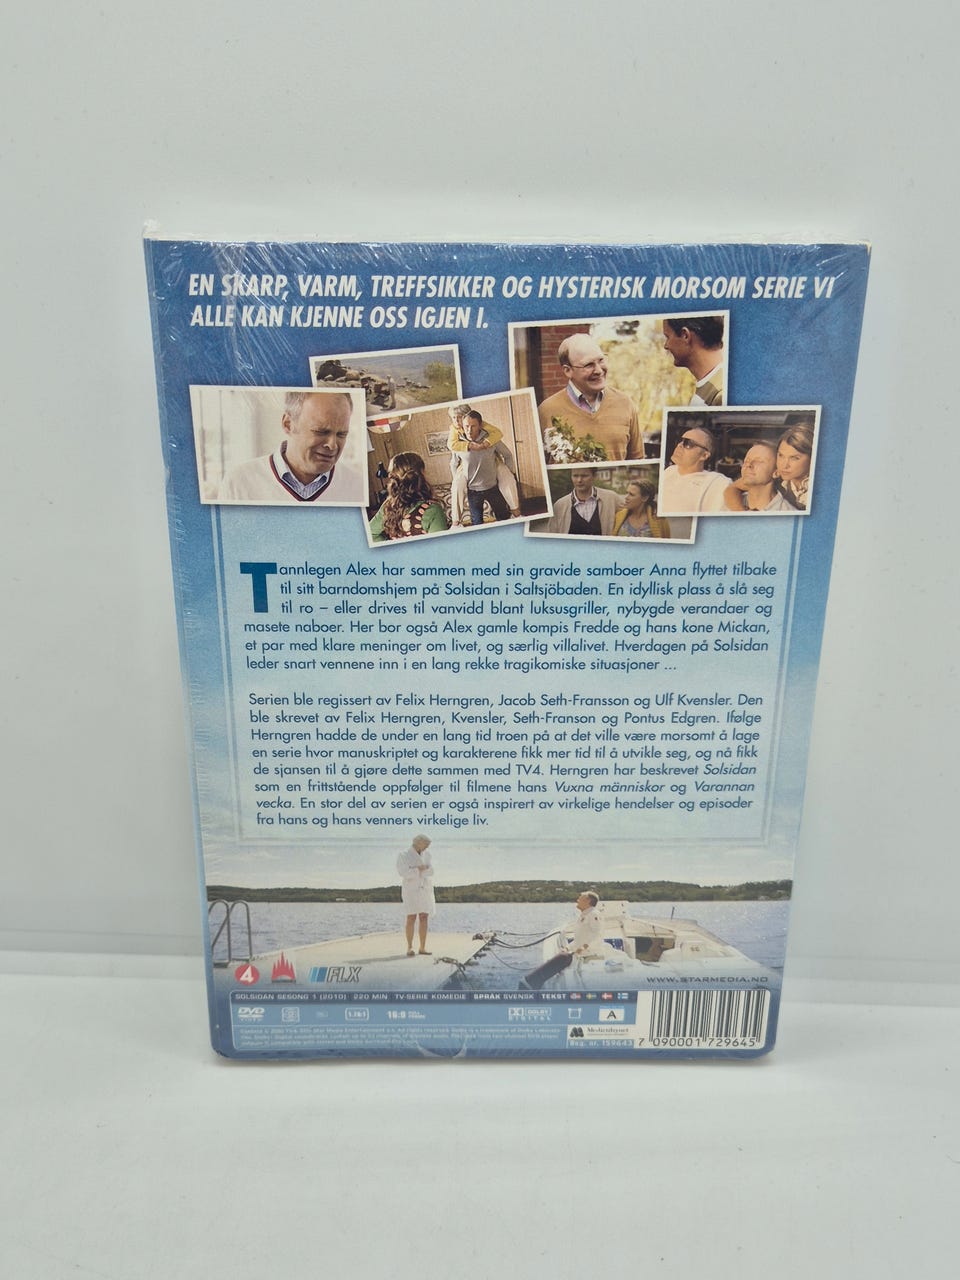 EN SKARP, VARM, TREFFSIKKER OG HYSTERISK MORSOM SERIE VI
ALLE KAN KJENNE OSS IGJEN I.
Tannlegen Alex har sammen med sin gravide samboer Anna flyttet tilbake
til sitt barndomshjem på Solsidan i Saltsjöbaden. En idyllisk plass å slå seg
til ro – eller drives til vanvidd blant luksusgriller, nybygde verandaer og
masete naboer. Her bor også Alex gamle kompis Fredde og hans kone Mickan,
et par med klare meninger om livet, og særlig villalivet. Hverdagen på Solsidan
leder snart vennene inn i en lang rekke tragikomiske situasjoner ...
Serien ble regissert av Felix Herngren, Jacob Seth-Fransson og Ulf Kvensler. Den
ble skrevet av Felix Herngren, Kvensler, Seth-Franson og Pontus Edgren. Ifølge
Herngren hadde de under en lang tid troen på at det ville være morsomt å lage
en serie hvor manuskriptet og karakterene fikk mer tid til å utvikle seg, og nå fikk
de sjansen til å gjøre dette sammen med TV4. Herngren har beskrevet Solsidan
som en frittstående oppfølger til filmene hans Vuxna människor og Varannan
vecka. En stor del av serien er også inspirert av virkelige hendelser og episoder
fra hans og hans venners virkelige liv.
4 FLX
WWW.STARMEDIA.NO
SOLSIDAN SESONG 1 (2010) 220 MIN TV-SERIE KOMEDIE SPRÅK SVENSK TEKST
DVD 2 16:9 DOLBY DIGITAL A
Medietilsynet
Reg. nr. 159643
7 090001 729645